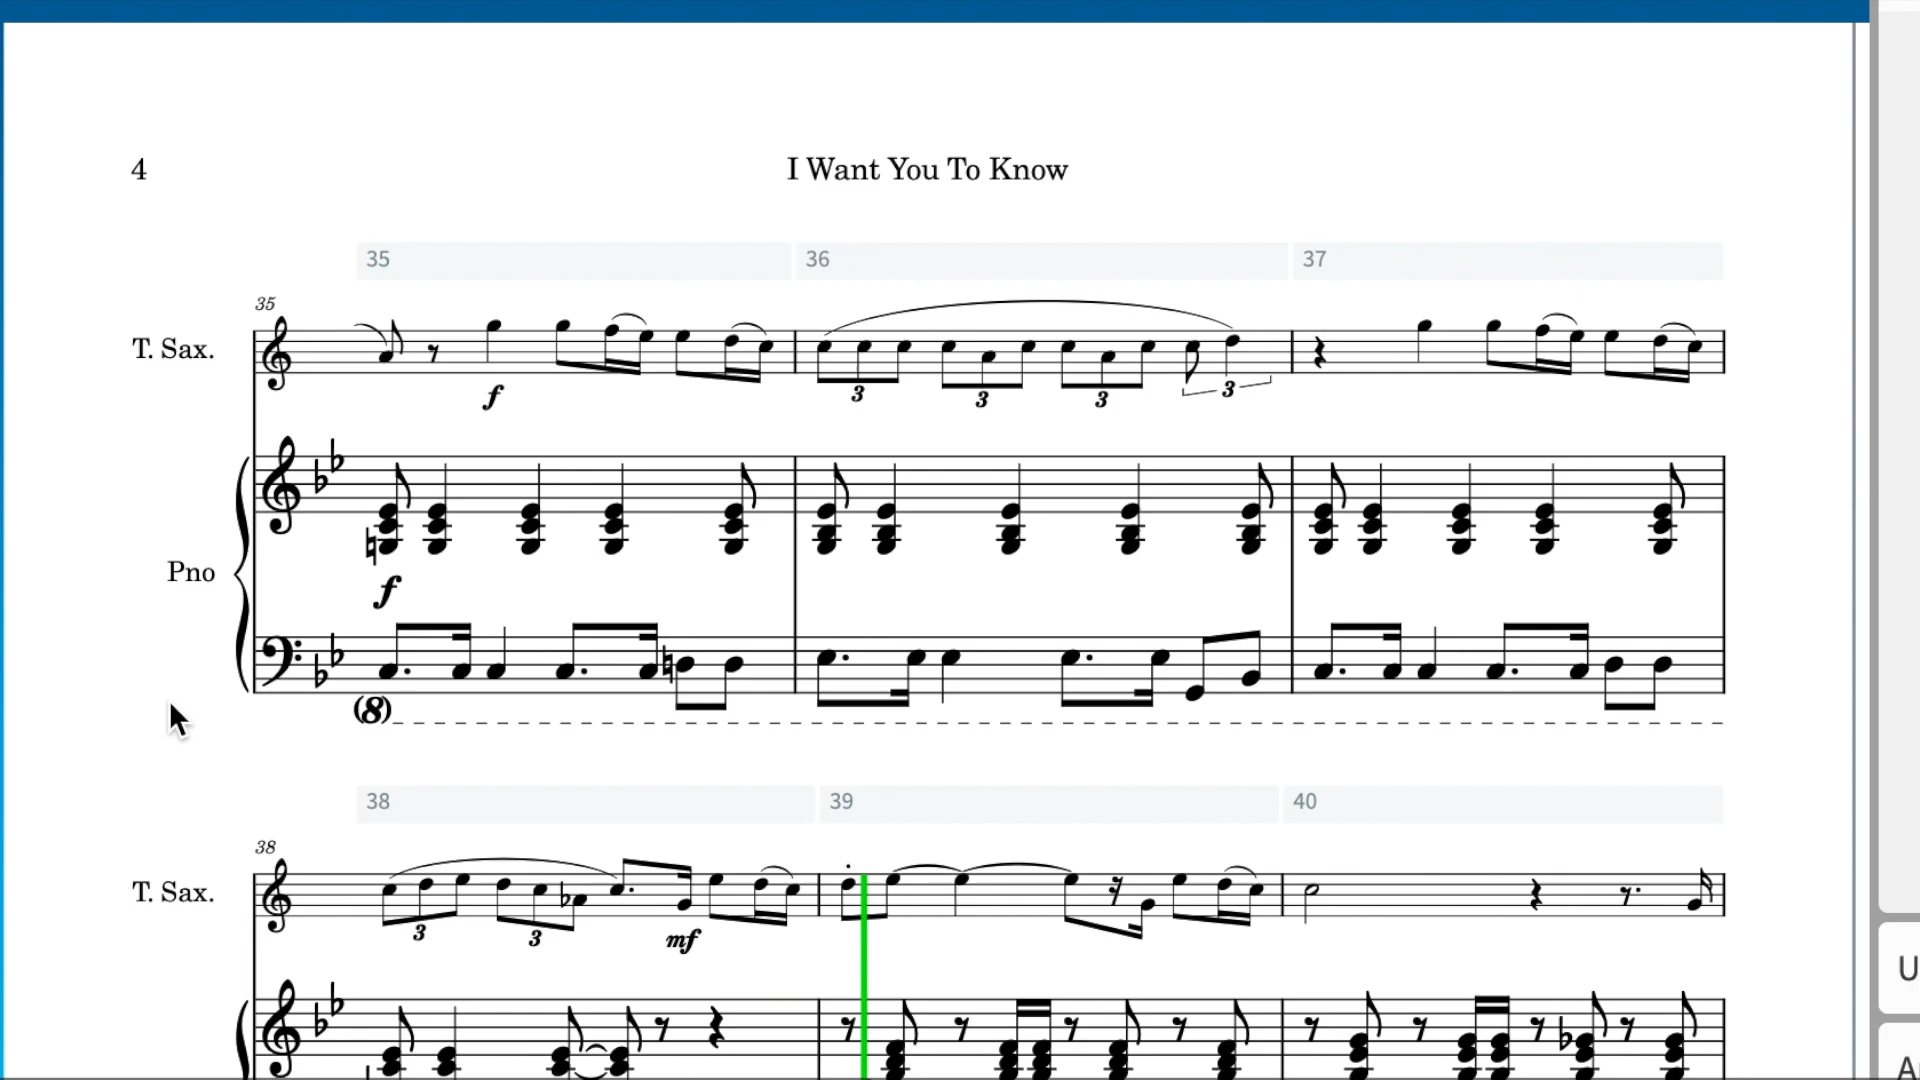 4
I Want You To Know
35 36 37
35
T. Sax.
f
3 3 3 3
Pno
f
(8)
38 39 40
38
T. Sax.
3 3
mf
U
A